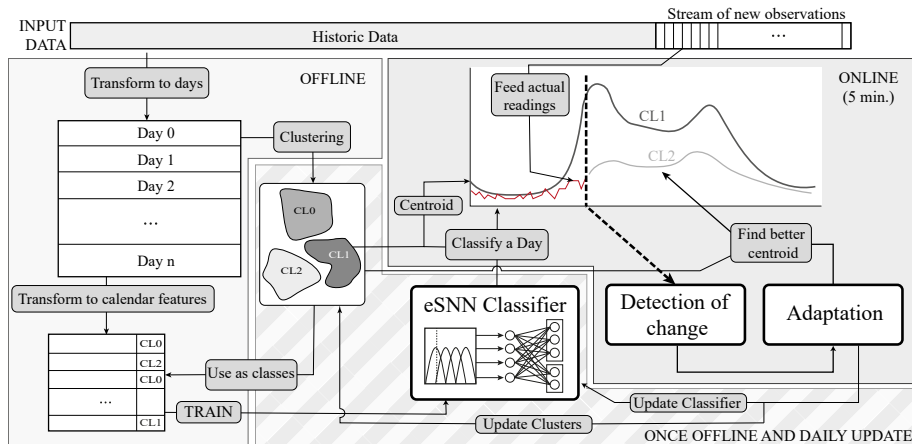 Stream of new observations
INPUT
DATA
Historic Data
...
OFFLINE
ONLINE
(5 min.)
Transform to days
Feed actual
readings
CL1
CL2
Day 0
Day 1
Day 2
...
Day n
Clustering
CL0
CL1
CL2
Centroid
Classify a Day
Find better
centroid
Transform to calendar features
eSNN Classifier
Detection of
change
Adaptation
CL0
CL2
CL0
...
CL1
Use as classes
TRAIN
Update Classifier
Update Clusters
ONCE OFFLINE AND DAILY UPDATE